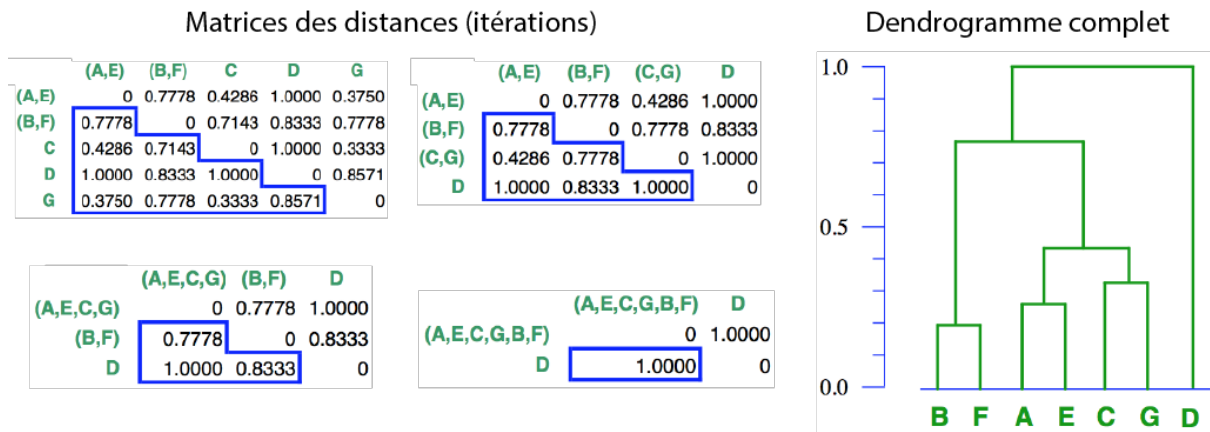 Matrices des distances (itérations)
Dendrogramme complet
(A,E) (B,F) C D G
(A,E) 0 0.7778 0.4286 1.0000 0.3750
(B,F) 0.7778 0 0.7143 0.8333 0.7778
C 0.4286 0.7143 0 1.0000 0.3333
D 1.0000 0.8333 1.0000 0 0.8571
G 0.3750 0.7778 0.3333 0.8571 0
(A,E) (B,F) (C,G) D
(A,E) 0 0.7778 0.4286 1.0000
(B,F) 0.7778 0 0.7778 0.8333
(C,G) 0.4286 0.7778 0 1.0000
D 1.0000 0.8333 1.0000 0
(A,E,C,G) (B,F) D
(A,E,C,G) 0 0.7778 1.0000
(B,F) 0.7778 0 0.8333
D 1.0000 0.8333 0
(A,E,C,G,B,F) D
(A,E,C,G,B,F) 0 1.0000
D 1.0000 0
1.0
0.5
0.0
B F A E C G D